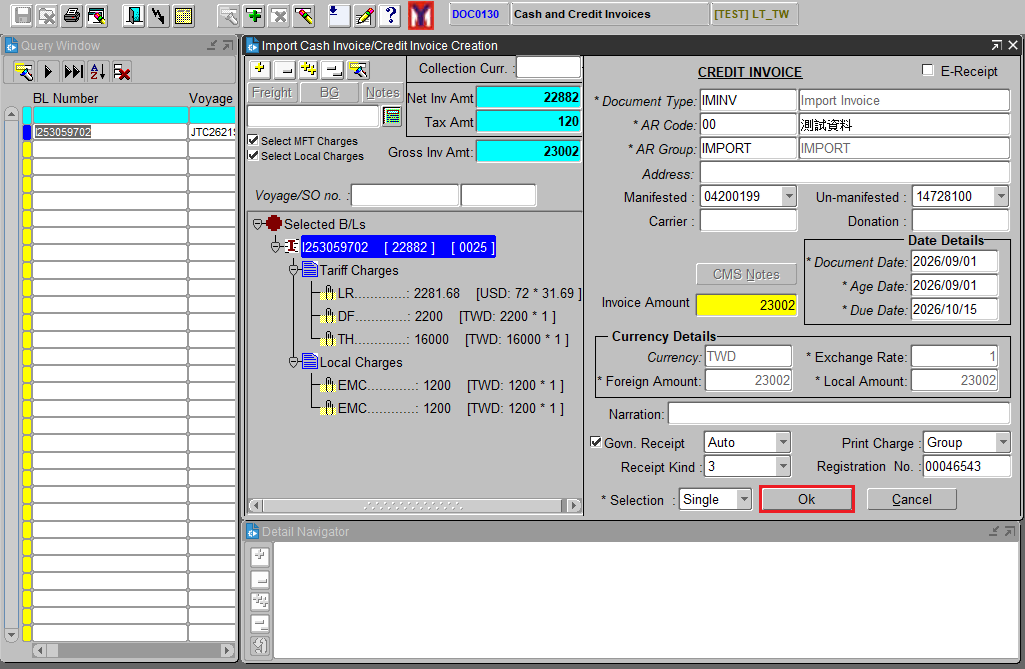 DOC0130 Cash and Credit Invoices [TEST] LT_TW
Query Window
BL Number Voyage
I253059702 JTC2621S
Import Cash Invoice/Credit Invoice Creation
Collection Curr. :
Freight BG Notes
Net Inv Amt 22882
Tax Amt 120
Gross Inv Amt: 23002
Select MFT Charges
Select Local Charges
Voyage/SO no. :
Selected B/Ls
I253059702 [ 22882 ] [ 0025 ]
Tariff Charges
LR.............: 2281.68 [USD: 72 * 31.69 ]
DF.............: 2200 [TWD: 2200 * 1 ]
TH.............: 16000 [TWD: 16000 * 1 ]
Local Charges
EMC............: 1200 [TWD: 1200 * 1 ]
EMC............: 1200 [TWD: 1200 * 1 ]
CREDIT INVOICE E-Receipt
* Document Type: IMINV Import Invoice
* AR Code: 00 測試資料
* AR Group: IMPORT IMPORT
Address:
Manifested : 04200199 Un-manifested : 14728100
Carrier : Donation :
Date Details
* Document Date: 2026/09/01
* Age Date: 2026/09/01
* Due Date: 2026/10/15
CMS Notes
Invoice Amount 23002
Currency Details
Currency: TWD * Exchange Rate: 1
* Foreign Amount: 23002 * Local Amount: 23002
Narration:
Govn. Receipt Auto Print Charge : Group
Receipt Kind : 3 Registration No. : 00046543
* Selection : Single Ok Cancel
Detail Navigator